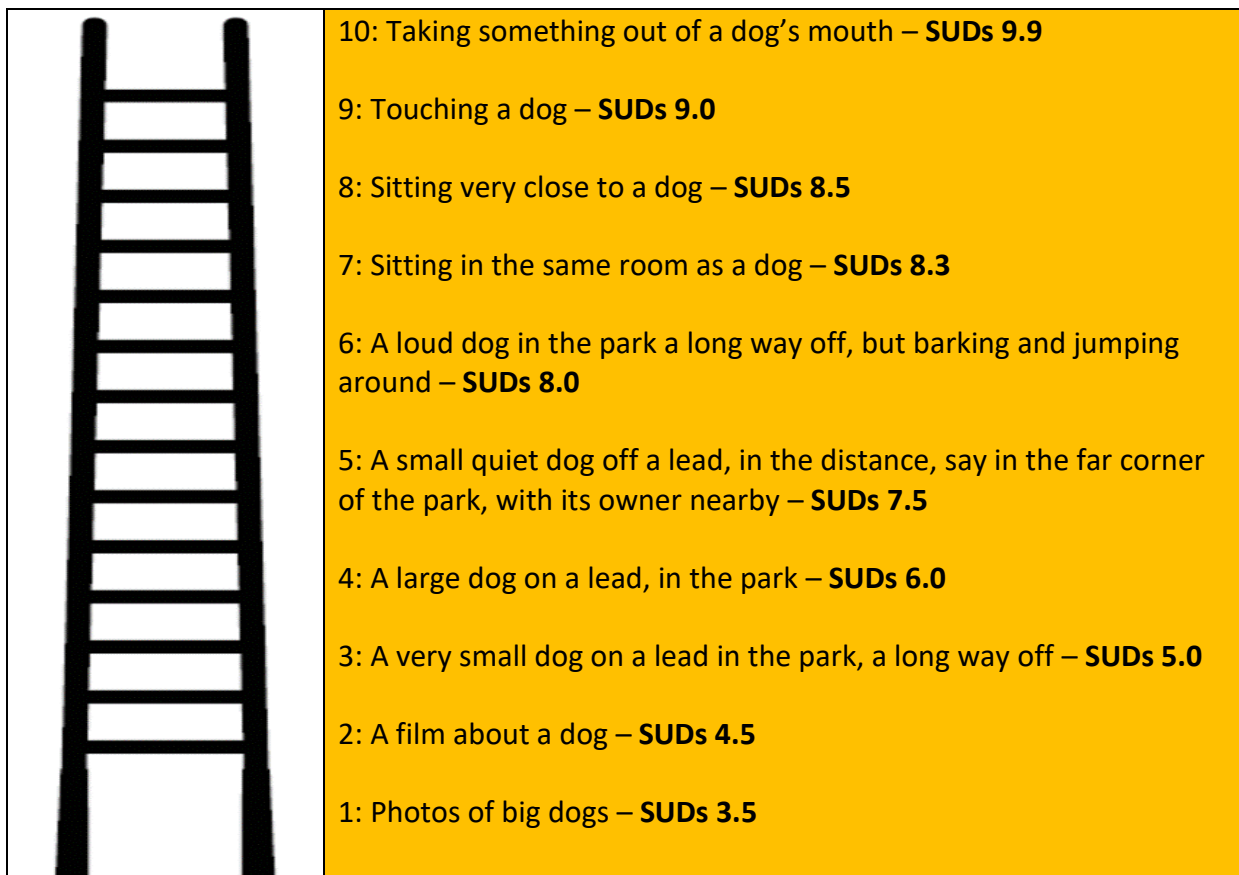 10: Taking something out of a dog’s mouth – SUDs 9.9
9: Touching a dog – SUDs 9.0
8: Sitting very close to a dog – SUDs 8.5
7: Sitting in the same room as a dog – SUDs 8.3
6: A loud dog in the park a long way off, but barking and jumping
around – SUDs 8.0
5: A small quiet dog off a lead, in the distance, say in the far corner
of the park, with its owner nearby – SUDs 7.5
4: A large dog on a lead, in the park – SUDs 6.0
3: A very small dog on a lead in the park, a long way off – SUDs 5.0
2: A film about a dog – SUDs 4.5
1: Photos of big dogs – SUDs 3.5